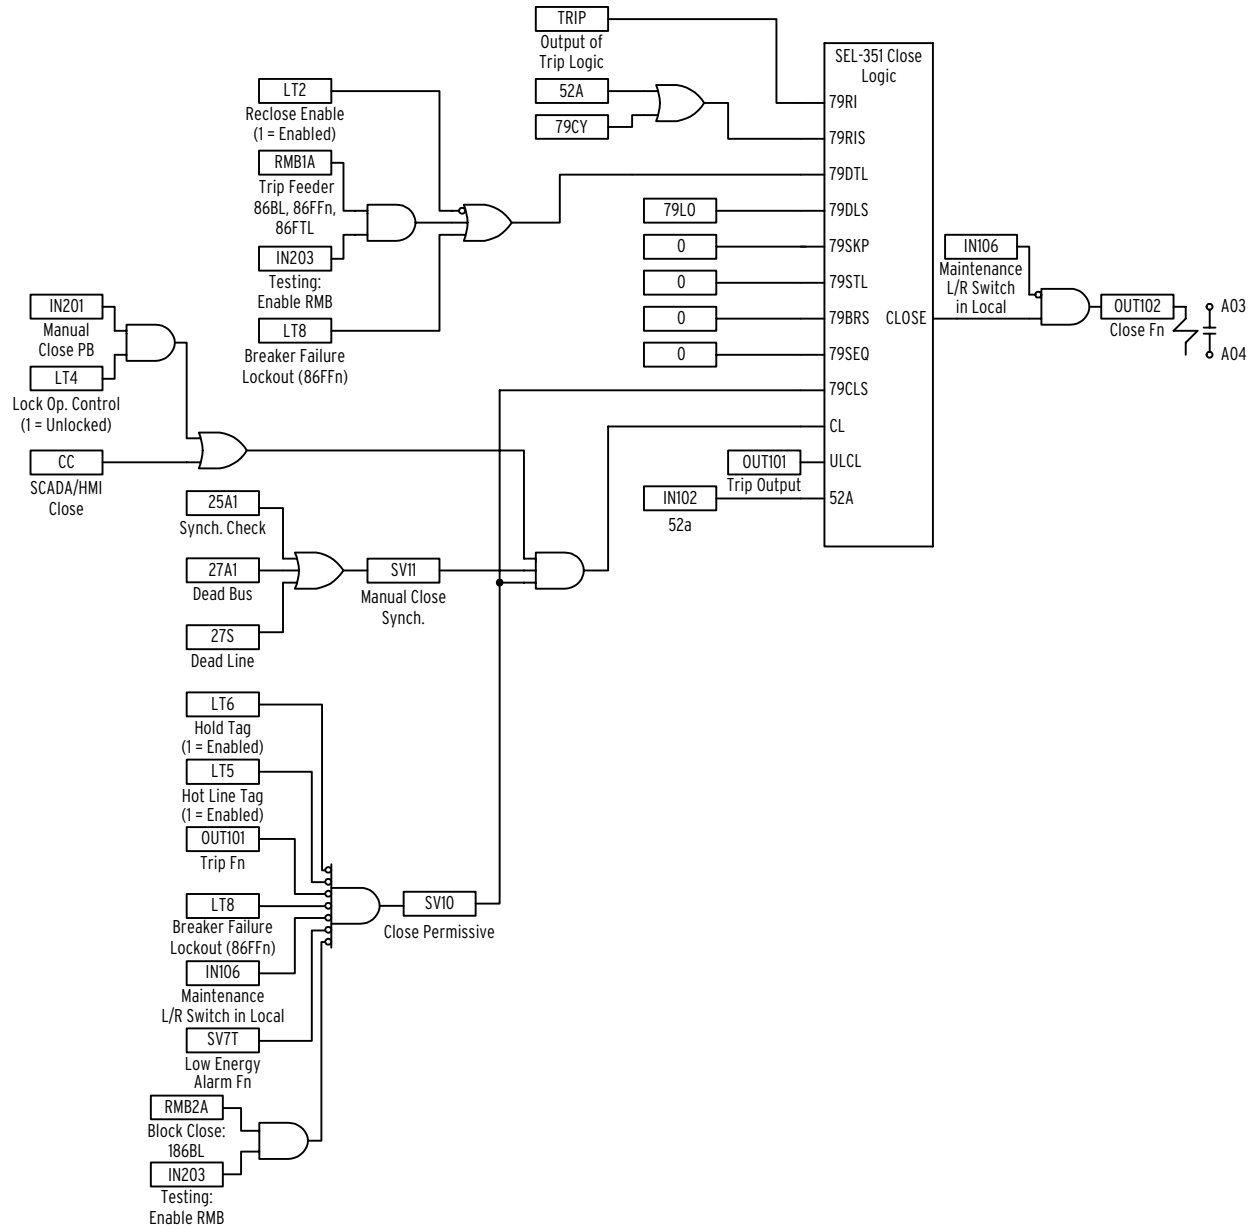 TRIP
Output of
Trip Logic
52A
79CY
LT2
Reclose Enable
(1 = Enabled)
RMB1A
Trip Feeder
86BL, 86FFn,
86FTL
IN203
Testing:
Enable RMB
LT8
Breaker Failure
Lockout (86FFn)
IN201
Manual
Close PB
LT4
Lock Op. Control
(1 = Unlocked)
CC
SCADA/HMI
Close
25A1
Synch. Check
27A1
Dead Bus
27S
Dead Line
SV11
Manual Close
Synch.
LT6
Hold Tag
(1 = Enabled)
LT5
Hot Line Tag
(1 = Enabled)
OUT101
Trip Fn
LT8
Breaker Failure
Lockout (86FFn)
IN106
Maintenance
L/R Switch in Local
SV7T
Low Energy
Alarm Fn
RMB2A
Block Close:
186BL
IN203
Testing:
Enable RMB
SV10
Close Permissive
79LO
0
0
0
0
OUT101
Trip Output
IN102
52a
SEL-351 Close
Logic
79RI
79RIS
79DTL
79DLS
79SKP
79STL
79BRS
CLOSE
79SEQ
79CLS
CL
ULCL
52A
IN106
Maintenance
L/R Switch
in Local
OUT102
Close Fn
A03
A04